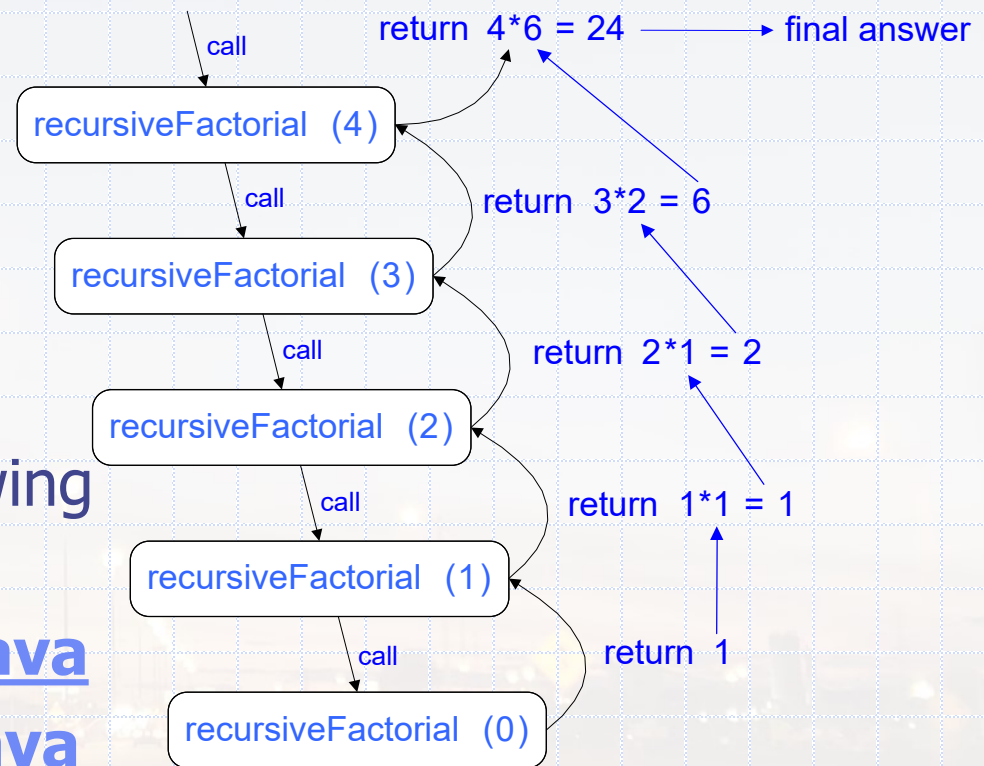 call
return 4*6 = 24
final answer
recursiveFactorial (4)
call
return 3*2 = 6
recursiveFactorial (3)
call
return 2*1 = 2
recursiveFactorial (2)
call
return 1*1 = 1
recursiveFactorial (1)
call
return 1
recursiveFactorial (0)